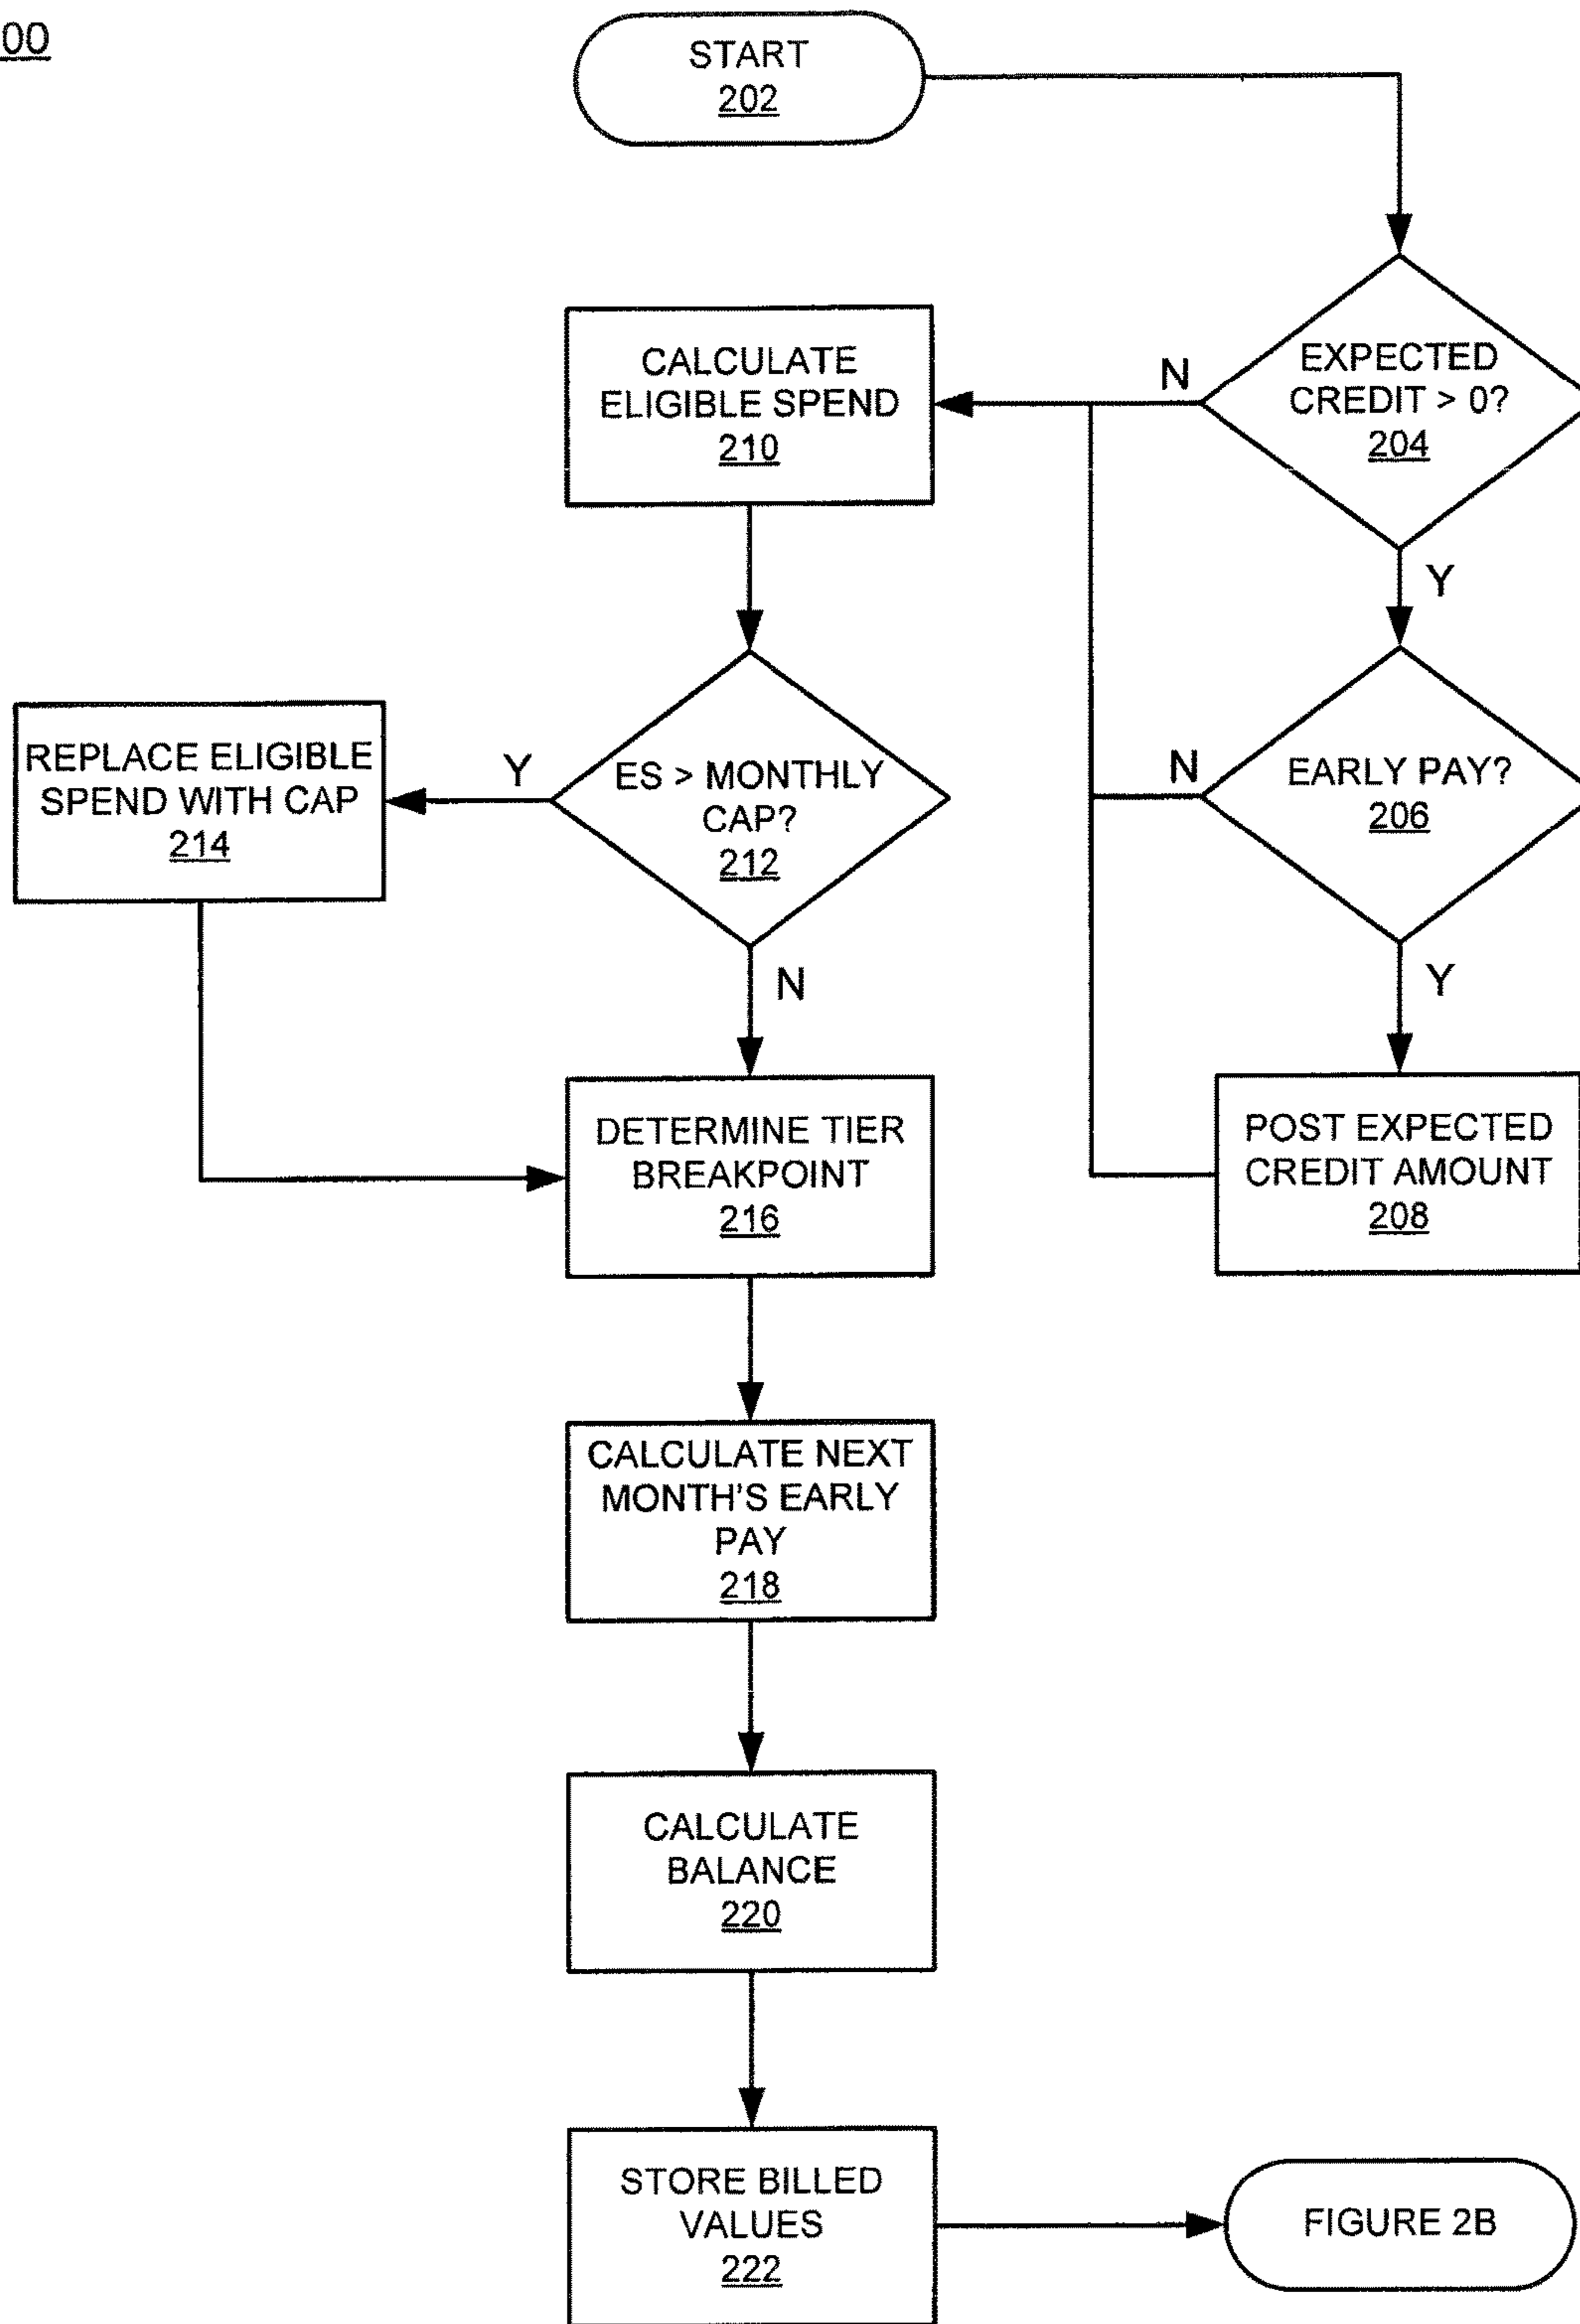 00
START
202
EXPECTED
CREDIT > 0?
204
N
Y
CALCULATE
ELIGIBLE SPEND
210
EARLY PAY?
206
N
Y
POST EXPECTED
CREDIT AMOUNT
208
ES > MONTHLY
CAP?
212
Y
N
REPLACE ELIGIBLE
SPEND WITH CAP
214
DETERMINE TIER
BREAKPOINT
216
CALCULATE NEXT
MONTH'S EARLY
PAY
218
CALCULATE
BALANCE
220
STORE BILLED
VALUES
222
FIGURE 2B